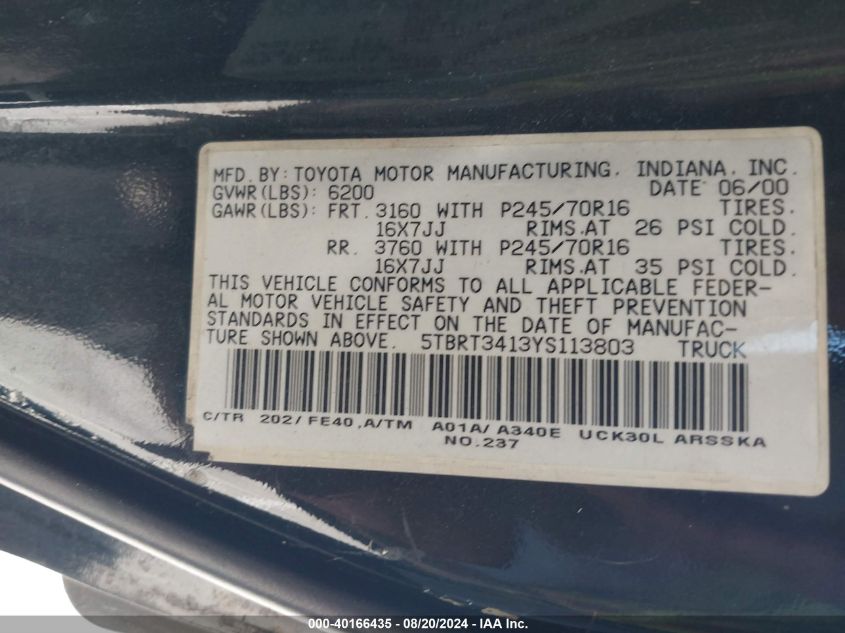 MFD. BY: TOYOTA MOTOR MANUFACTURING, INDIANA, INC.
GVWR(LBS): 6200 DATE 06/00
GAWR(LBS): FRT. 3160 WITH P245/70R16 TIRES.
16X7JJ RIMS.AT 26 PSI COLD.
RR. 3760 WITH P245/70R16 TIRES.
16X7JJ RIMS.AT 35 PSI COLD.
THIS VEHICLE CONFORMS TO ALL APPLICABLE FEDER-
AL MOTOR VEHICLE SAFETY AND THEFT PREVENTION
STANDARDS IN EFFECT ON THE DATE OF MANUFAC-
TURE SHOWN ABOVE. 5TBRT3413YS113803 TRUCK
C/TR 202/ FE40 ,A/TM A01A/ A340E UCK30L ARSSKA
NO.237
000-40166435 - 08/20/2024 - IAA Inc.